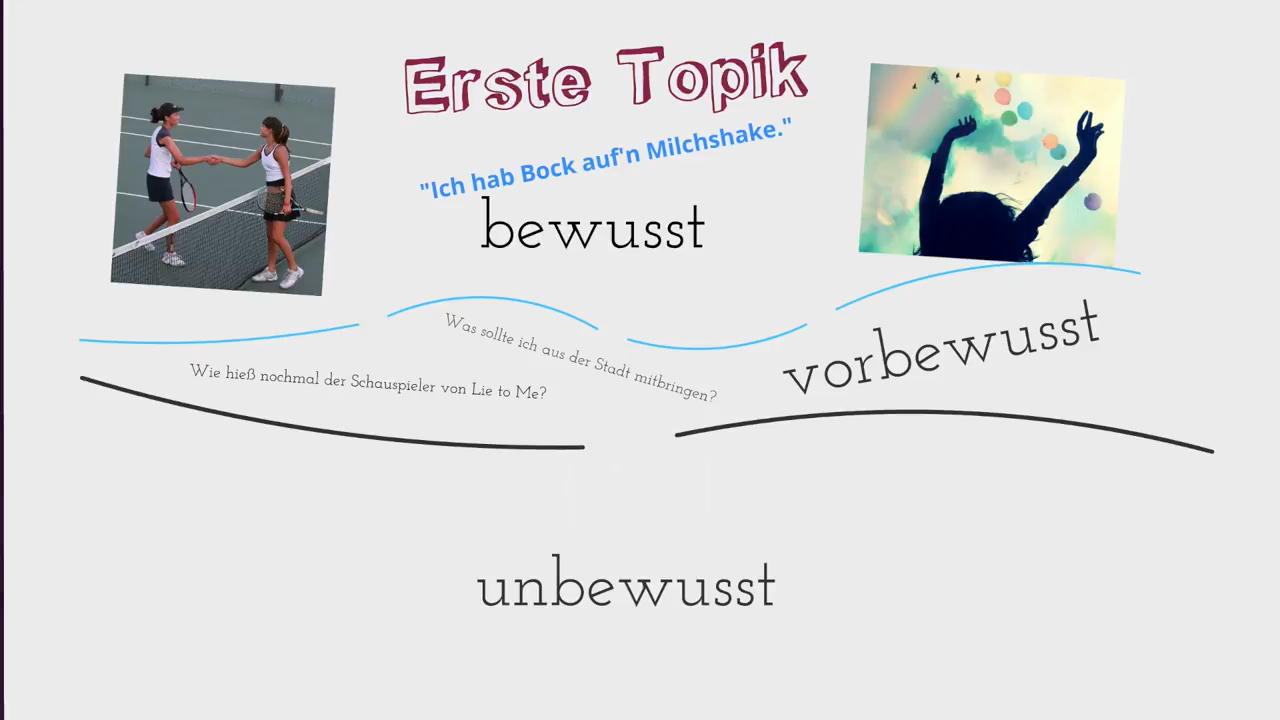 Erste Topik
"Ich hab Bock auf'n Milchshake."
bewusst
Was sollte ich aus der Stadt mitbringen?
vorbewusst
Wie hieß nochmal der Schauspieler von Lie to Me?
unbewusst